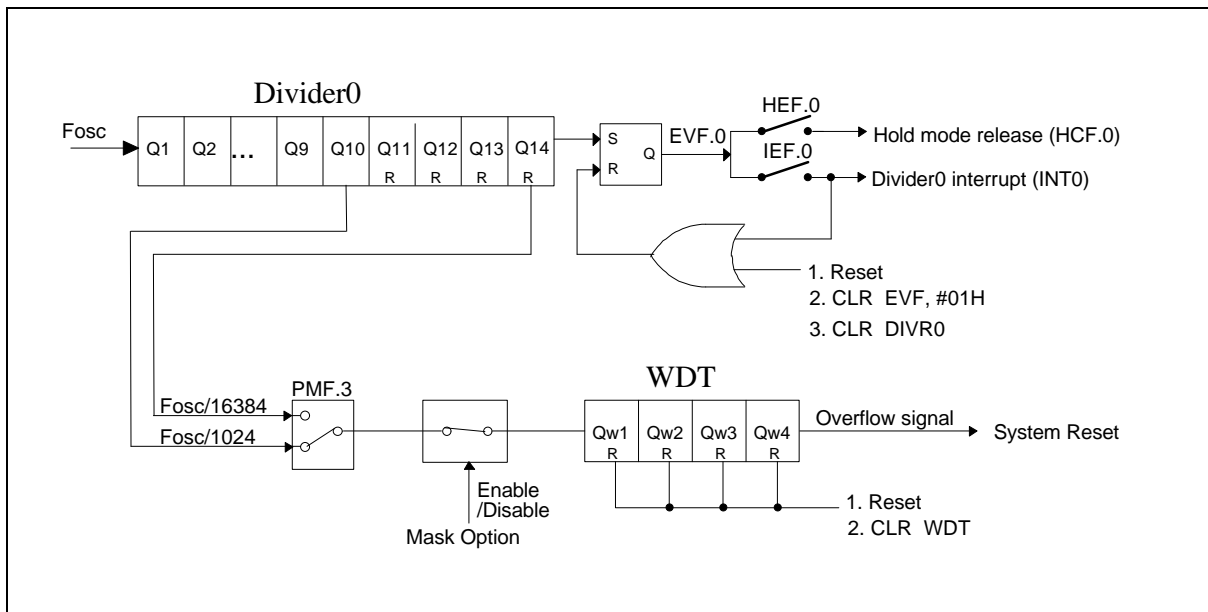 Divider0
Fosc
Q1 Q2 ... Q9 Q10 Q11 Q12 Q13 Q14
R R R R
S
R
Q
EVF.0
HEF.0
Hold mode release (HCF.0)
IEF.0
Divider0 interrupt (INT0)
1. Reset
2. CLR EVF, #01H
3. CLR DIVR0
WDT
PMF.3
Fosc/16384
Fosc/1024
Enable
/Disable
Mask Option
Qw1 Qw2 Qw3 Qw4
R R R R
Overflow signal
System Reset
1. Reset
2. CLR WDT